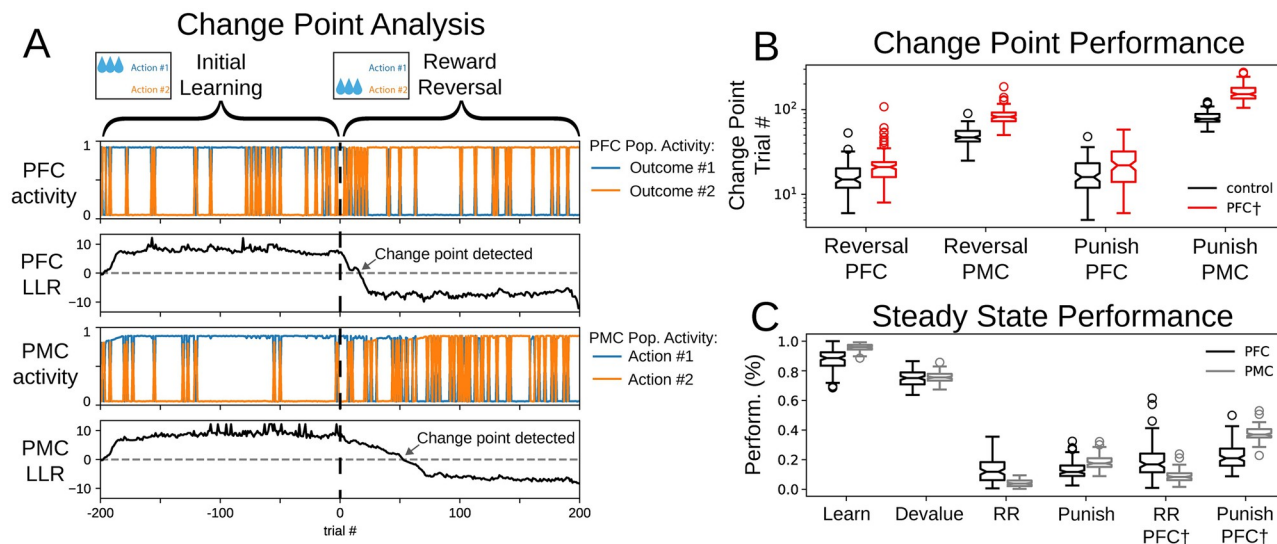 A
Change Point Analysis
Action #1
Action #2
Initial
Learning
Action #1
Action #2
Reward
Reversal
PFC
activity
1
0
PFC Pop. Activity:
Outcome #1
Outcome #2
PFC
LLR
10
0
−10
Change point detected
PMC
activity
1
0
PMC Pop. Activity:
Action #1
Action #2
PMC
LLR
10
0
−10
Change point detected
-200
-100
0
100
200
trial #
B
Change Point Performance
Change Point
Trial #
10²
10¹
control
PFC†
Reversal
PFC
Reversal
PMC
Punish
PFC
Punish
PMC
C
Steady State Performance
Perform. (%)
1.0
0.8
0.6
0.4
0.2
0.0
PFC
PMC
Learn
Devalue
RR
Punish
RR
PFC†
Punish
PFC†